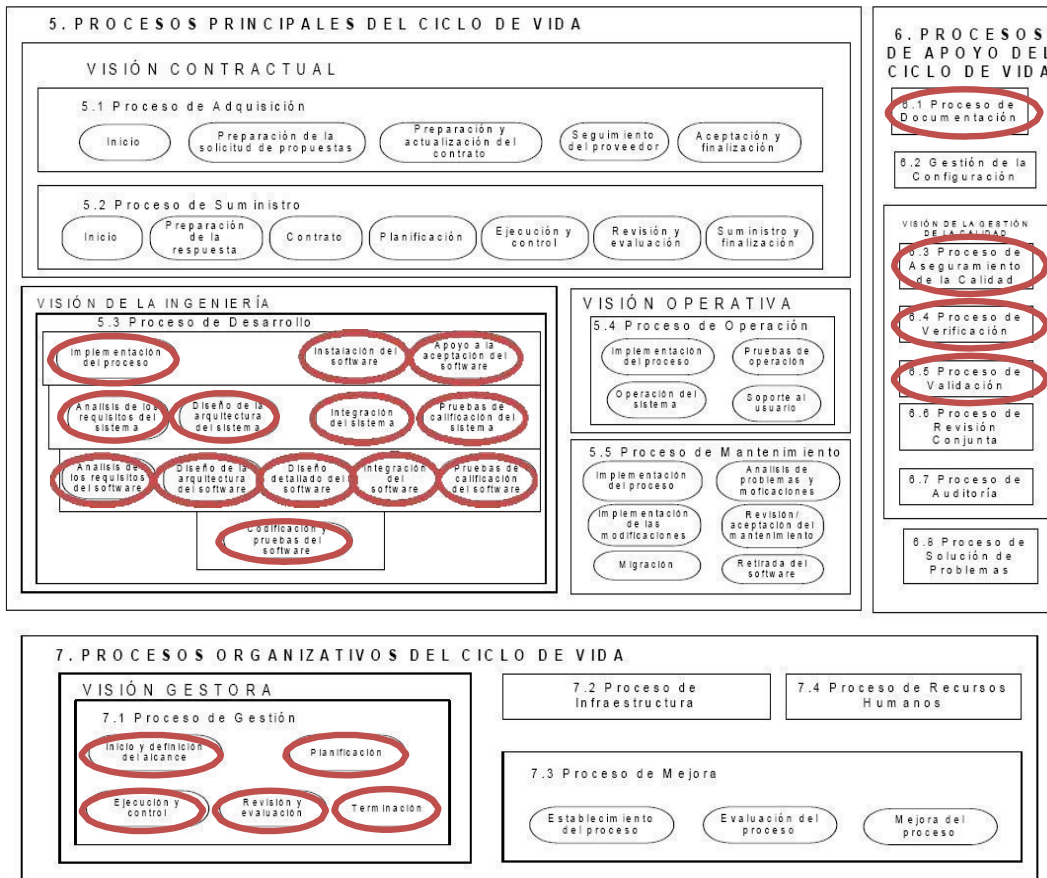 5. PROCESOS PRINCIPALES DEL CICLO DE VIDA
VISIÓN CONTRACTUAL
5.1 Proceso de Adquisición
Inicio
Preparación de la
solicitud de propuestas
Preparación y
actualización del
contrato
Seguimiento
del proveedor
Aceptación y
finalización
5.2 Proceso de Suministro
Inicio
Preparación
de la
respuesta
Contrato
Planificación
Ejecución y
control
Revisión y
evaluación
Suministro y
finalización
VISIÓN DE LA INGENIERÍA
5.3 Proceso de Desarrollo
Implementación
del proceso
Instalación del
software
Apoyo a la
aceptación del
software
Analisis de los
requisitos del
sistema
Diseño de la
arquitectura
del sistema
Integración
del sistema
Pruebas de
calificación del
sistema
Analisis de
los requisitos
del software
Diseño de la
arquitectura
del software
Diseño
detallado del
software
Integración
del
software
Pruebas de
calificación
del software
Codificación y
pruebas del
software
VISIÓN OPERATIVA
5.4 Proceso de Operación
Implementación
del proceso
Pruebas de
operación
Operación del
sistema
Soporte al
usuario
5.5 Proceso de Mantenimiento
Implementación
del proceso
Analisis de
problemas y
moficaciones
Implementación
de las
modificaciones
Revisión/
aceptación del
mantenimiento
Migración
Retirada del
software
6. PROCESOS
DE APOYO DEL
CICLO DE VIDA
6.1 Proceso de
Documentación
6.2 Gestión de la
Configuración
VISIÓN DE LA GESTIÓN
DE LA CALIDAD
6.3 Proceso de
Aseguramiento
de la Calidad
6.4 Proceso de
Verificación
6.5 Proceso de
Validación
6.6 Proceso de
Revisión
Conjunta
6.7 Proceso de
Auditoría
6.8 Proceso de
Solución de
Problemas
7. PROCESOS ORGANIZATIVOS DEL CICLO DE VIDA
VISIÓN GESTORA
7.1 Proceso de Gestión
Inicio y definición
del alcance
Planificación
Ejecución y
control
Revisión y
evaluación
Terminación
7.2 Proceso de
Infraestructura
7.4 Proceso de Recursos
Humanos
7.3 Proceso de Mejora
Establecimiento
del proceso
Evaluación del
proceso
Mejora del
proceso